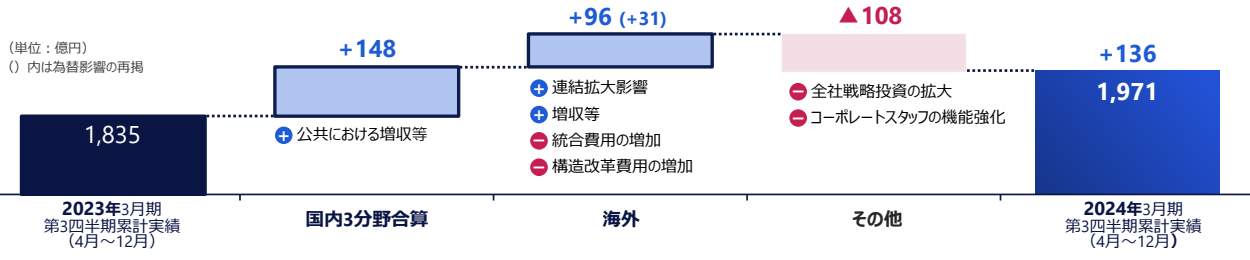 （単位：億円）
（）内は為替影響の再掲
1,835
+148
+ 公共における増収等
+96 (+31)
+ 連結拡大影響
+ 増収等
− 統合費用の増加
− 構造改革費用の増加
▲108
− 全社戦略投資の拡大
− コーポレートスタッフの機能強化
+136
1,971
2023年3月期
第3四半期累計実績
（4月～12月）
国内3分野合算
海外
その他
2024年3月期
第3四半期累計実績
（4月～12月）